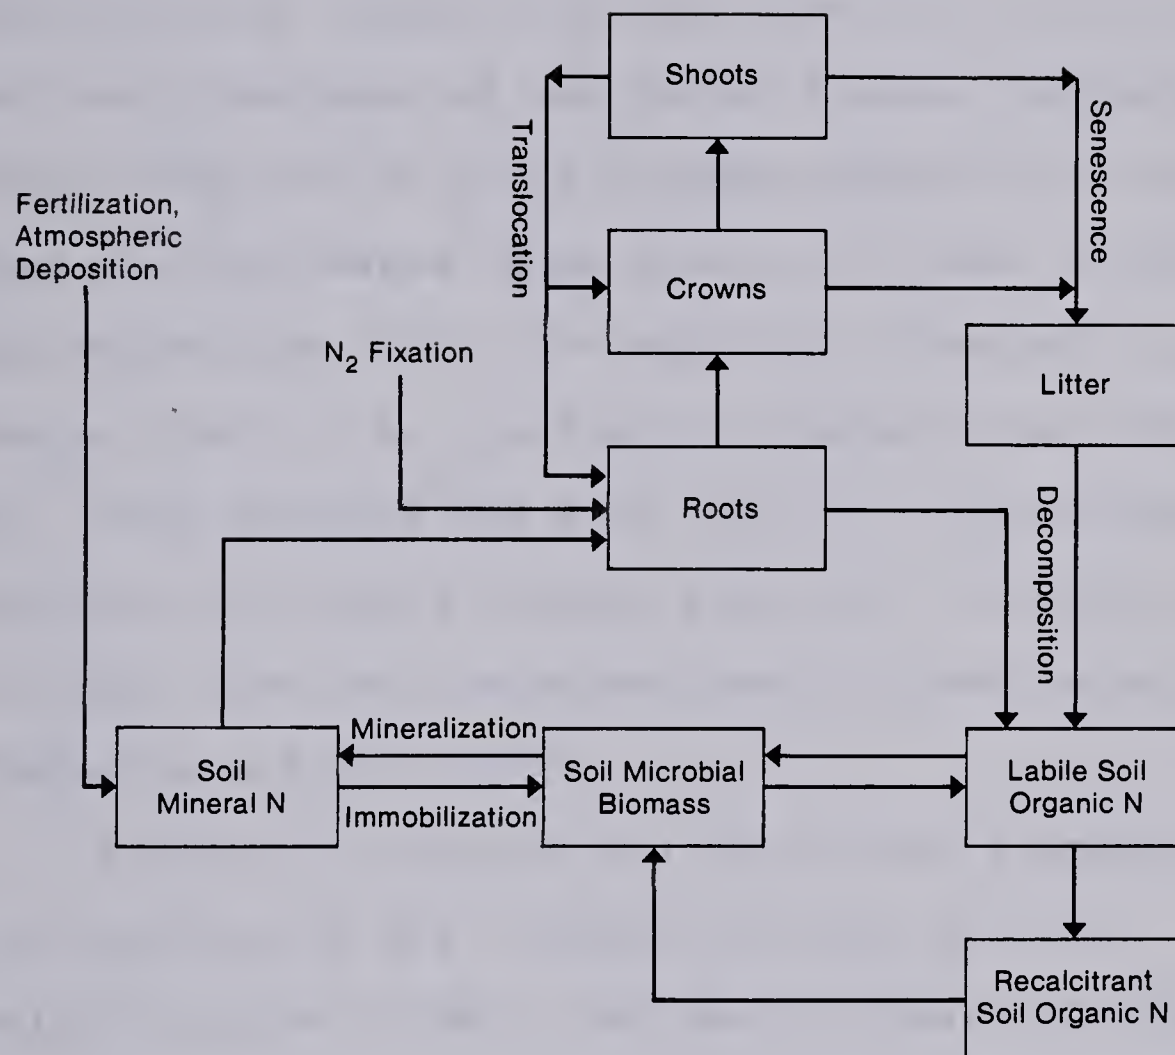 Shoots
Translocation
Senescence
Fertilization,
Atmospheric
Deposition
Crowns
N₂ Fixation
Litter
Roots
Decomposition
Mineralization
Soil
Mineral N
Immobilization
Soil Microbial
Biomass
Labile Soil
Organic N
Recalcitrant
Soil Organic N